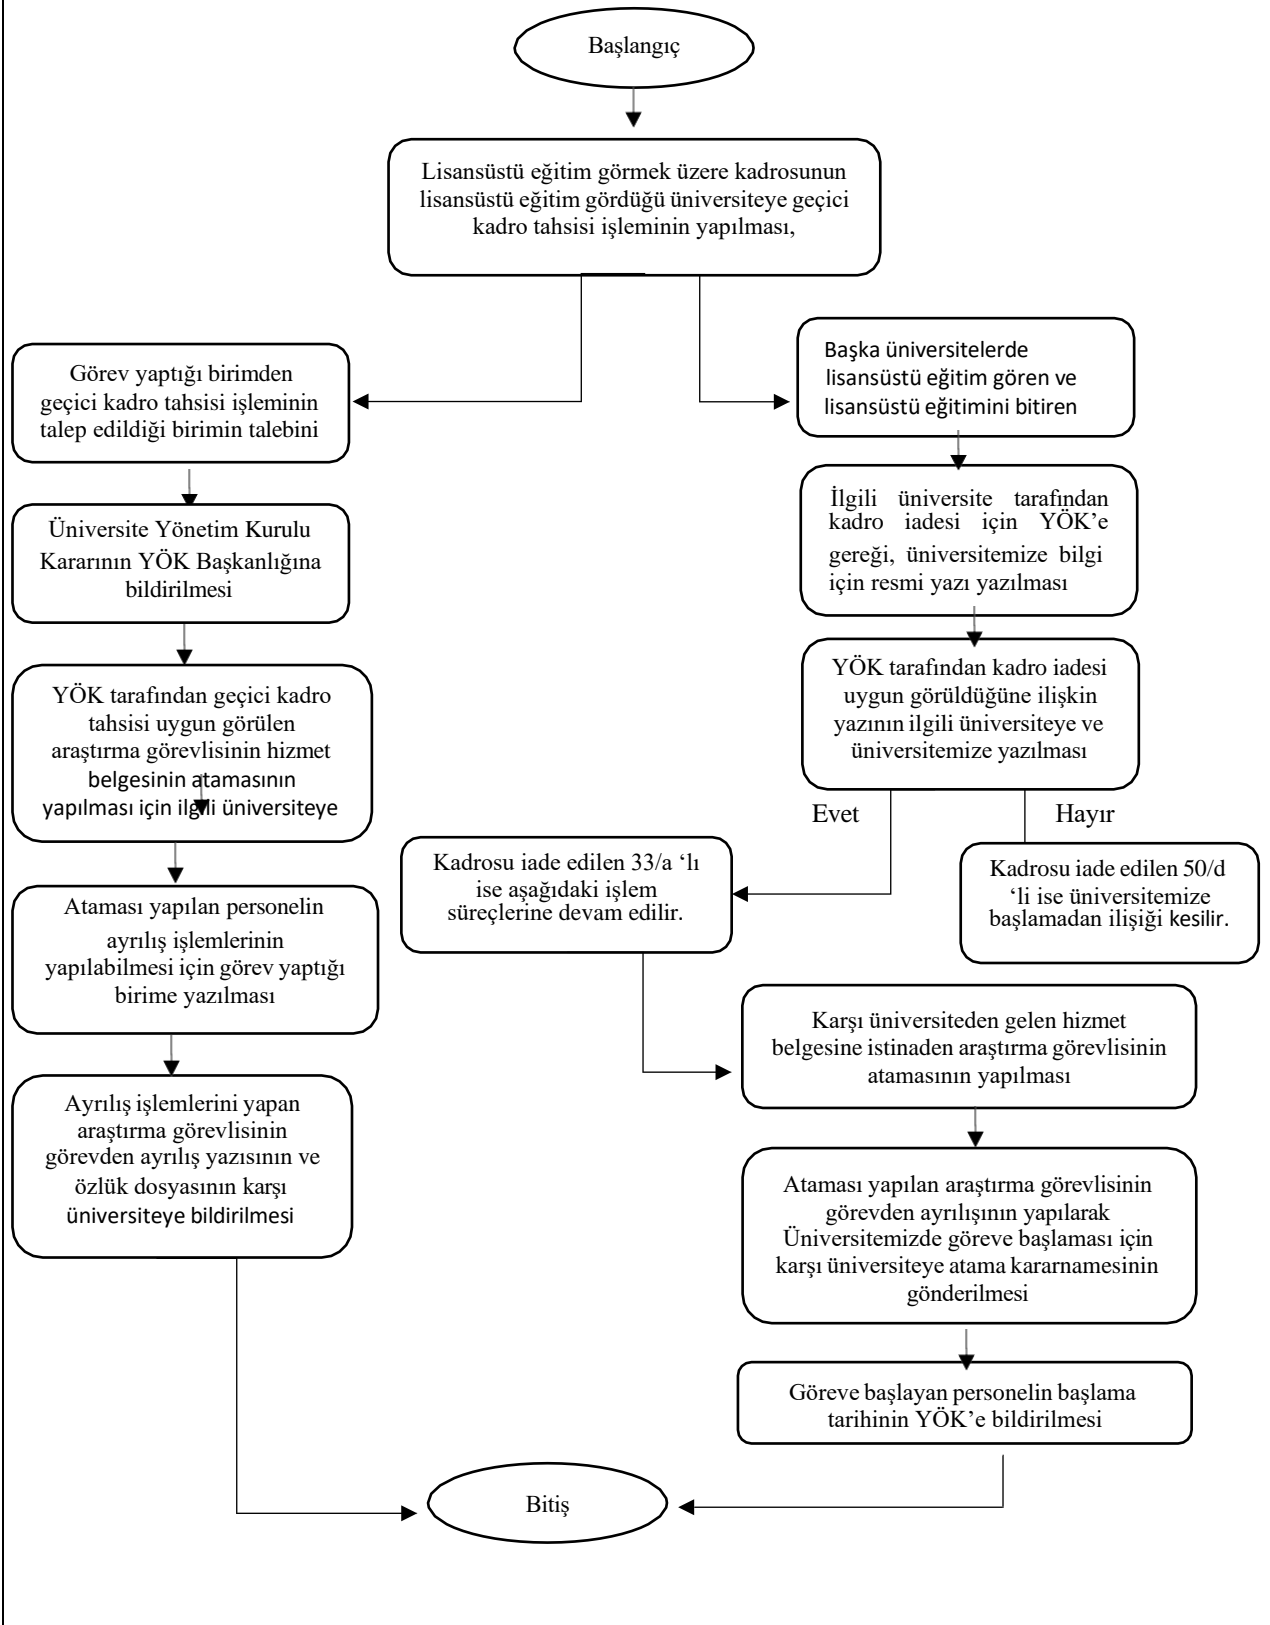 Başlangıç
Lisansüstü eğitim görmek üzere kadrosunun
lisansüstü eğitim gördüğü üniversiteye geçici
kadro tahsisi işleminin yapılması,
Görev yaptığı birimden
geçici kadro tahsisi işleminin
talep edildiği birimin talebini
Üniversite Yönetim Kurulu
Kararının YÖK Başkanlığına
bildirilmesi
YÖK tarafından geçici kadro
tahsisi uygun görülen
araştırma görevlisinin hizmet
belgesinin atamasının
yapılması için ilgili üniversiteye
Ataması yapılan personelin
ayrılış işlemlerinin
yapılabilmesi için görev yaptığı
birime yazılması
Ayrılış işlemlerini yapan
araştırma görevlisinin
görevden ayrılış yazısının ve
özlük dosyasının karşı
üniversiteye bildirilmesi
Başka üniversitelerde
lisansüstü eğitim gören ve
lisansüstü eğitimini bitiren
İlgili üniversite tarafından
kadro iadesi için YÖK’e
gereği, üniversitemize bilgi
için resmi yazı yazılması
YÖK tarafından kadro iadesi
uygun görüldüğüne ilişkin
yazının ilgili üniversiteye ve
üniversitemize yazılması
Evet
Hayır
Kadrosu iade edilen 33/a ‘lı
ise aşağıdaki işlem
süreçlerine devam edilir.
Kadrosu iade edilen 50/d
‘li ise üniversitemize
başlamadan ilişiği kesilir.
Karşı üniversiteden gelen hizmet
belgesine istinaden araştırma görevlisinin
atamasının yapılması
Ataması yapılan araştırma görevlisinin
görevden ayrılışının yapılarak
Üniversitemizde göreve başlaması için
karşı üniversiteye atama kararnamesinin
gönderilmesi
Göreve başlayan personelin başlama
tarihinin YÖK’e bildirilmesi
Bitiş